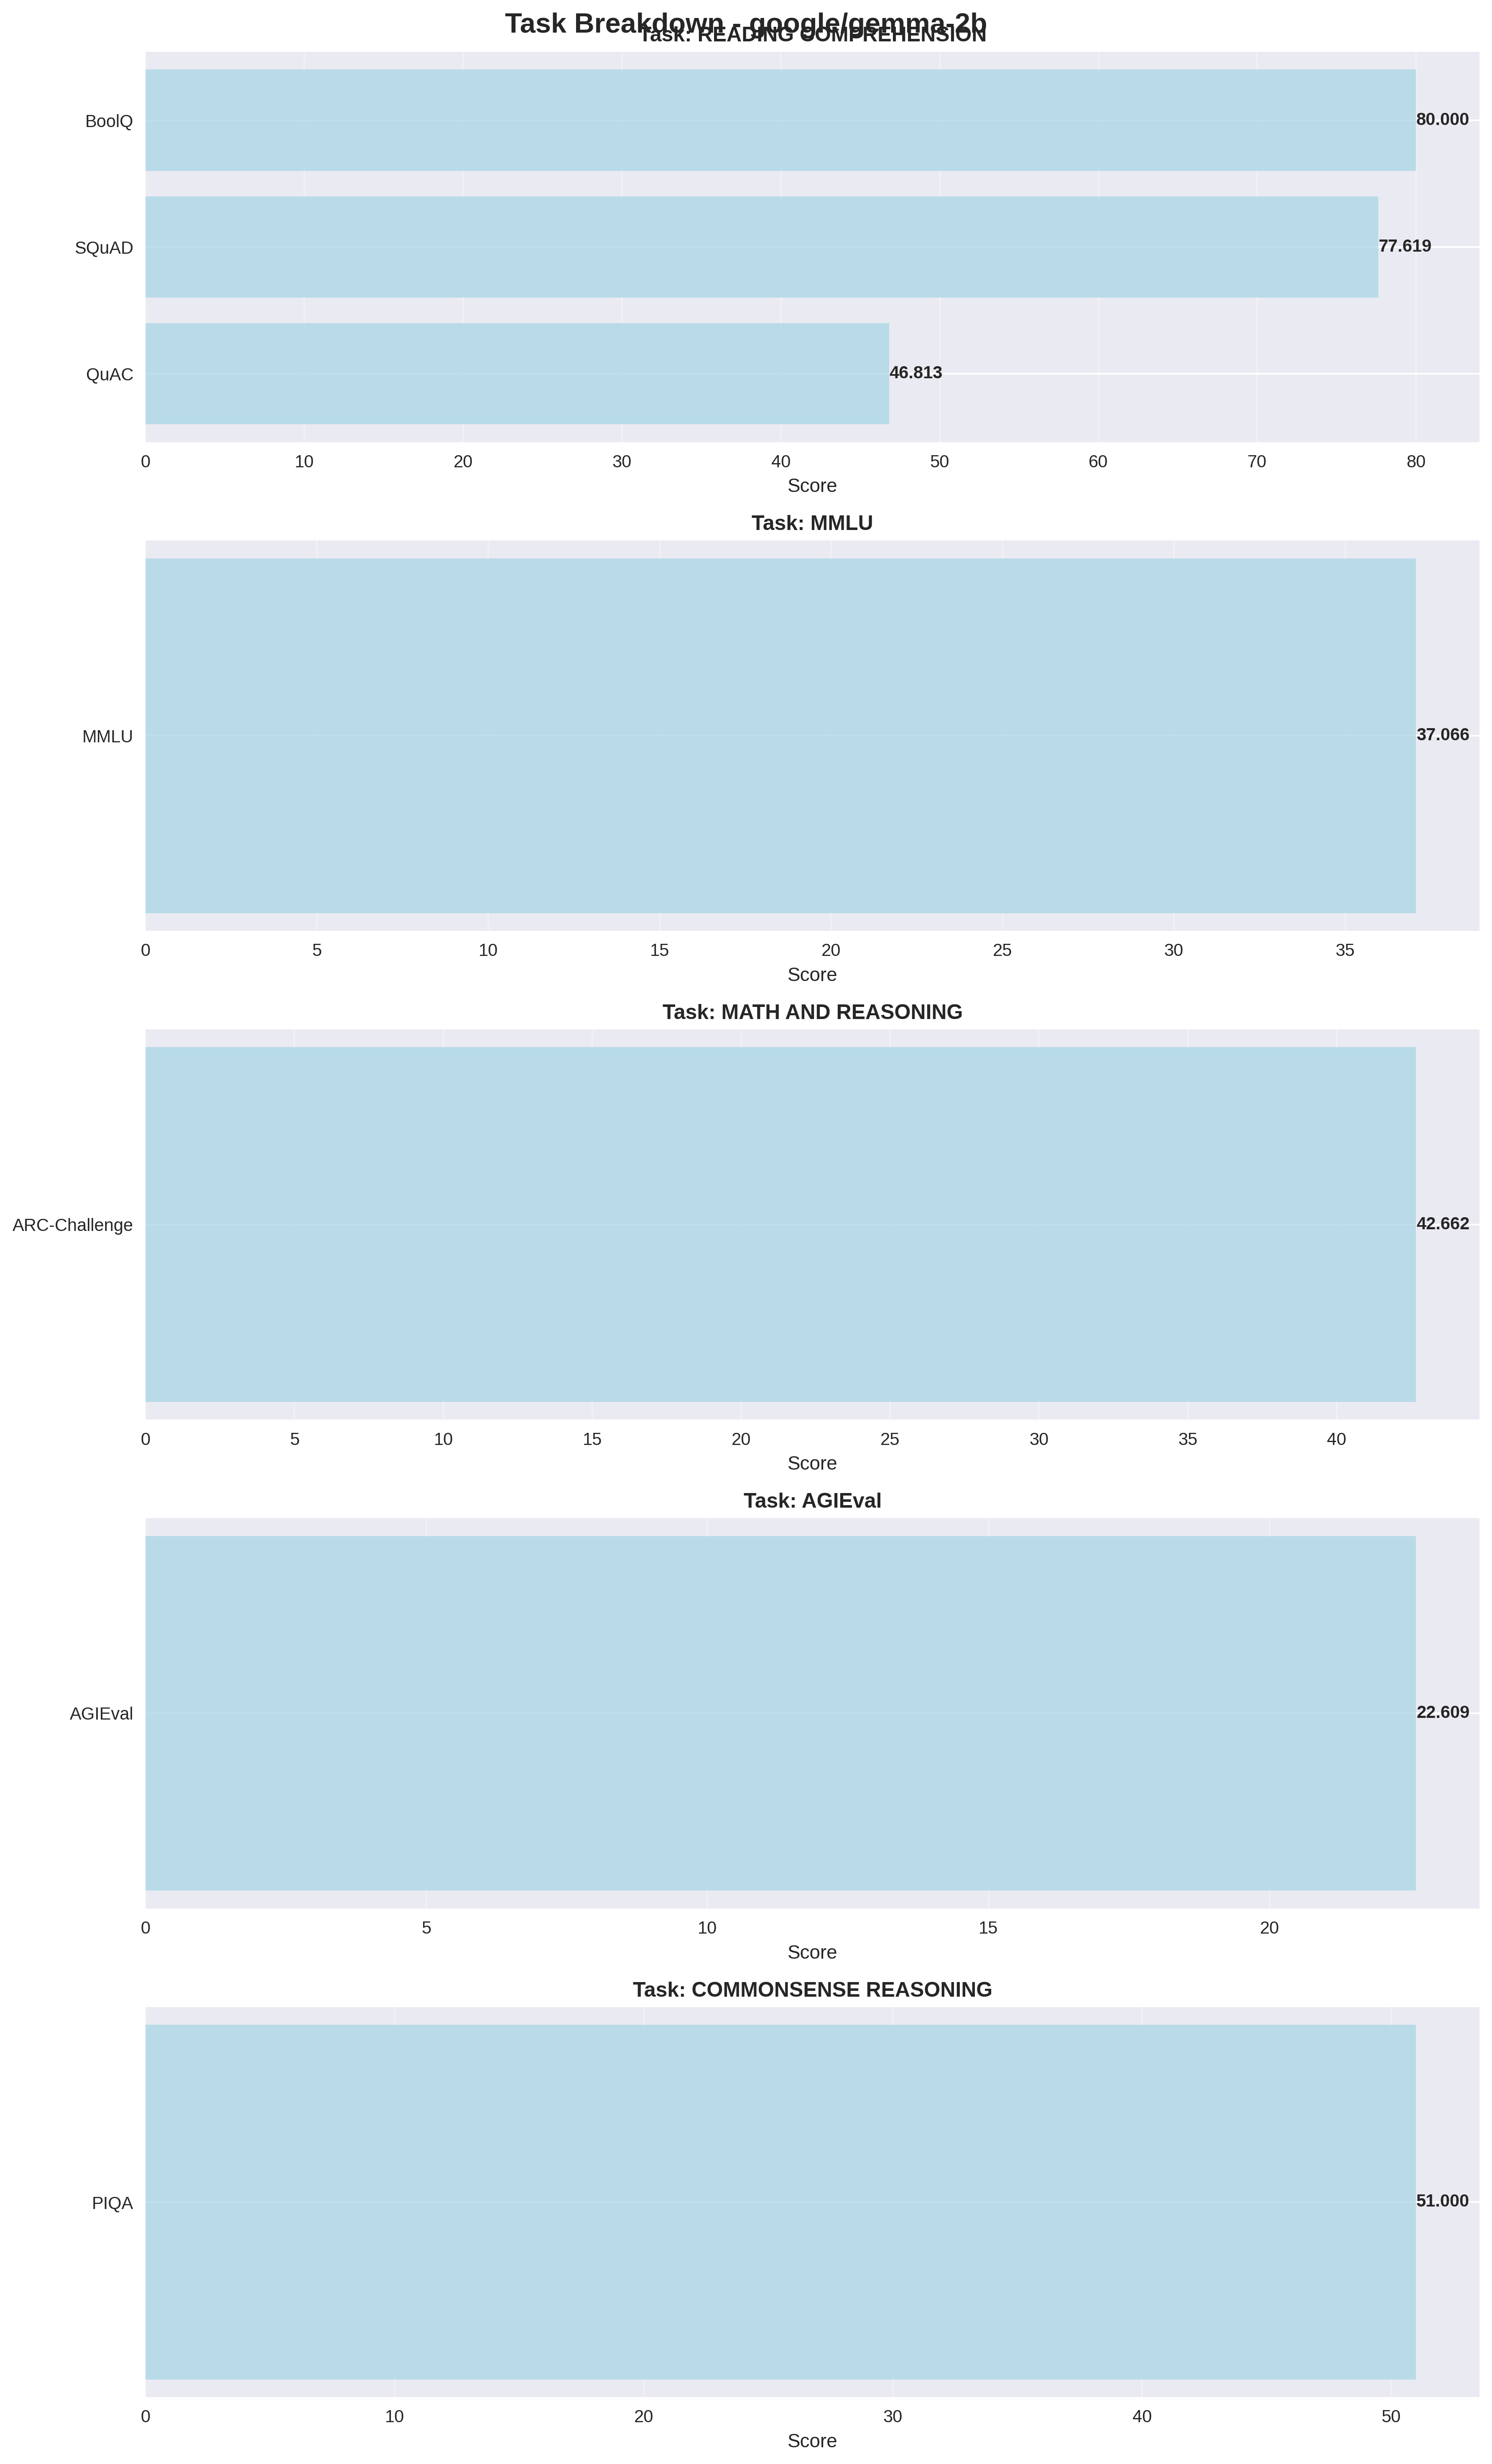 Task Breakdown - google/gemma-2b
Task: READING COMPREHENSION
BoolQ
80.000
SQuAD
77.619
QuAC
46.813
0 10 20 30 40 50 60 70 80
Score
Task: MMLU
MMLU
37.066
0 5 10 15 20 25 30 35
Score
Task: MATH AND REASONING
ARC-Challenge
42.662
0 5 10 15 20 25 30 35 40
Score
Task: AGIEval
AGIEval
22.609
0 5 10 15 20
Score
Task: COMMONSENSE REASONING
PIQA
51.000
0 10 20 30 40 50
Score